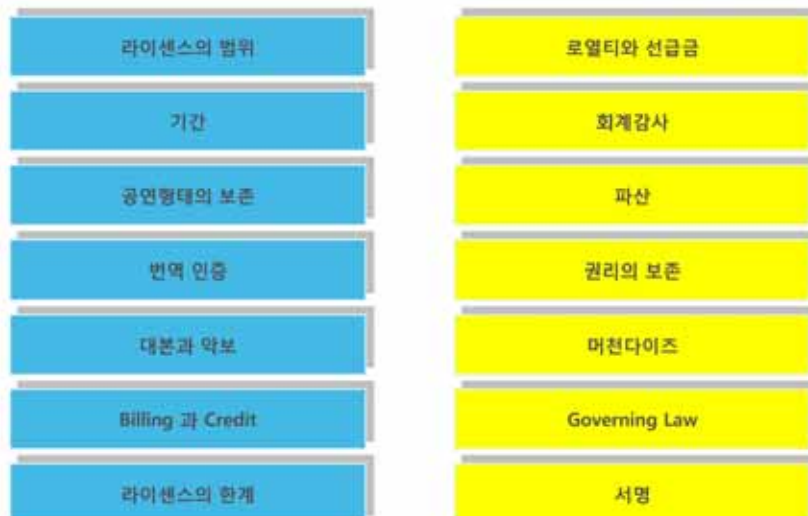 라이센스의 범위
기간
공연형태의 보존
번역 인증
대본과 악보
Billing 과 Credit
라이센스의 한계
로열티와 선급금
회계감사
파산
권리의 보존
머천다이즈
Governing Law
서명